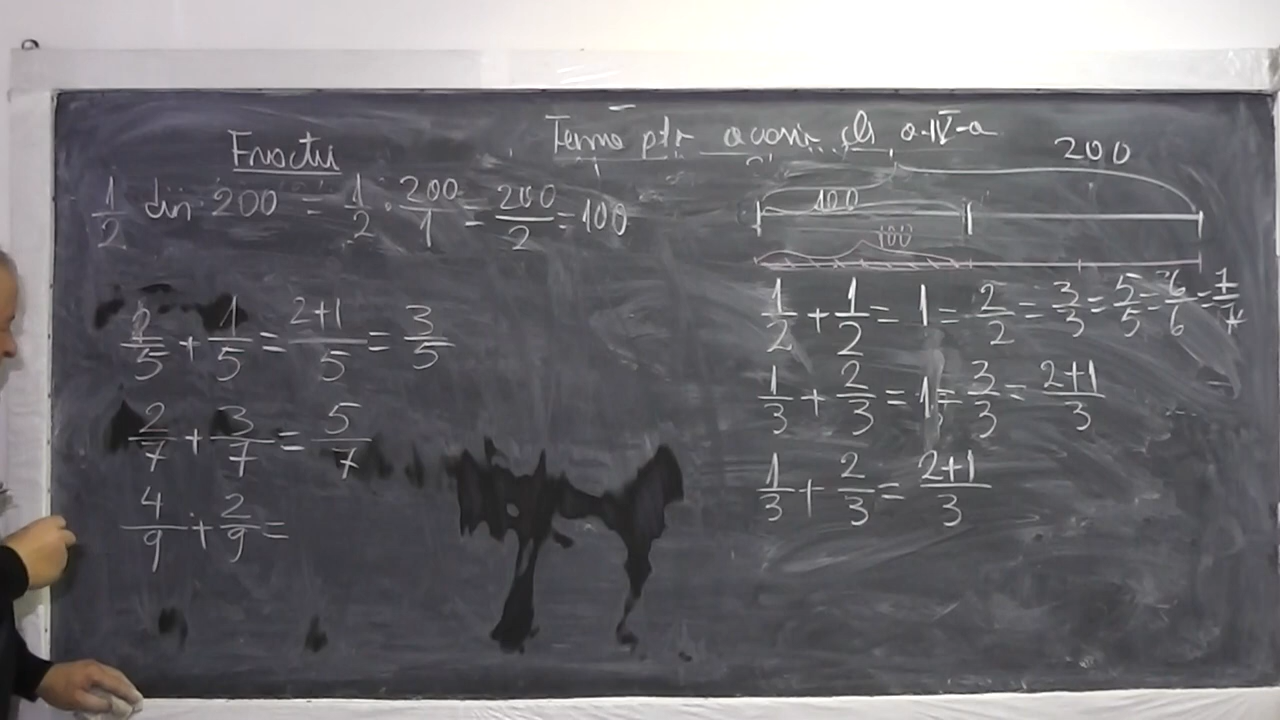 Fracții
Temă ptr a-IV-a
1/2 din 200 = 1/2 · 200/1 = 200/2 = 100
2/5 + 1/5 = 2+1/5 = 3/5
2/7 + 3/7 = 5/7
4/9 + 2/9 =
200
100
100
1/2 + 1/2 = 1 = 2/2 = 3/3 = 5/5 = 6/6 = 7/7
1/3 + 2/3 = 1 = 3/3 = 2+1/3
1/3 + 2/3 = 2+1/3